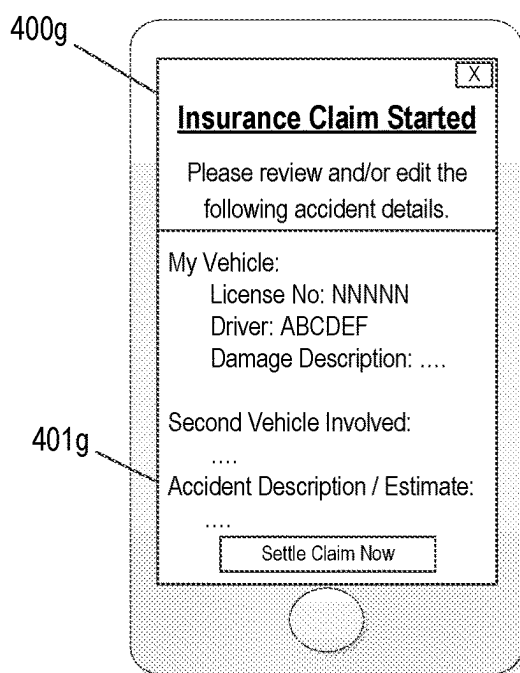 400g
X
Insurance Claim Started
Please review and/or edit the
following accident details.
My Vehicle:
License No: NNNNN
Driver: ABCDEF
Damage Description: ....
Second Vehicle Involved:
....
401g
Accident Description / Estimate:
....
Settle Claim Now